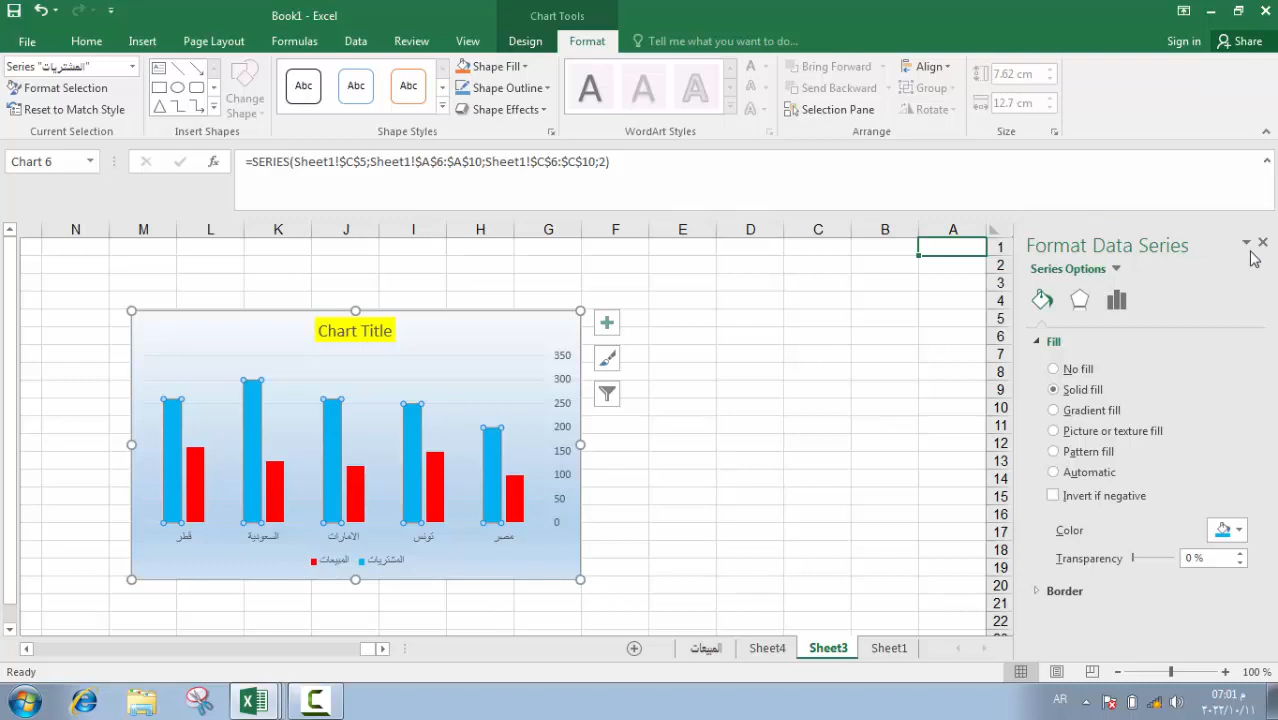 Book1 - Excel
Chart Tools
File
Home
Insert
Page Layout
Formulas
Data
Review
View
Design
Format
Tell me what you want to do...
Sign in
Share
Series "المشتريات"
Format Selection
Reset to Match Style
Current Selection
Change
Shape
Insert Shapes
Abc
Abc
Abc
Shape Fill
Shape Outline
Shape Effects
Shape Styles
A A A
A
A
A
WordArt Styles
Bring Forward
Send Backward
Selection Pane
Align
Group
Rotate
Arrange
7.62 cm
12.7 cm
Size
Chart 6
fx
=SERIES(Sheet1!$C$5;Sheet1!$A$6:$A$10;Sheet1!$C$6:$C$10;2)
N M L K J I H G F E D C B A
1
2
3
4
5
6
7
8
9
10
11
12
13
14
15
16
17
18
19
20
21
22
Chart Title
350
300
250
200
150
100
50
0
مصر تونس الامارات السعودية قطر
المبيعات المشتريات
Format Data Series
Series Options
Fill
No fill
Solid fill
Gradient fill
Picture or texture fill
Pattern fill
Automatic
Invert if negative
Color
Transparency
0 %
Border
المبيعات
Sheet4
Sheet3
Sheet1
Ready
100 %
AR
07:01 م
٢٠٢٢/١٠/١١